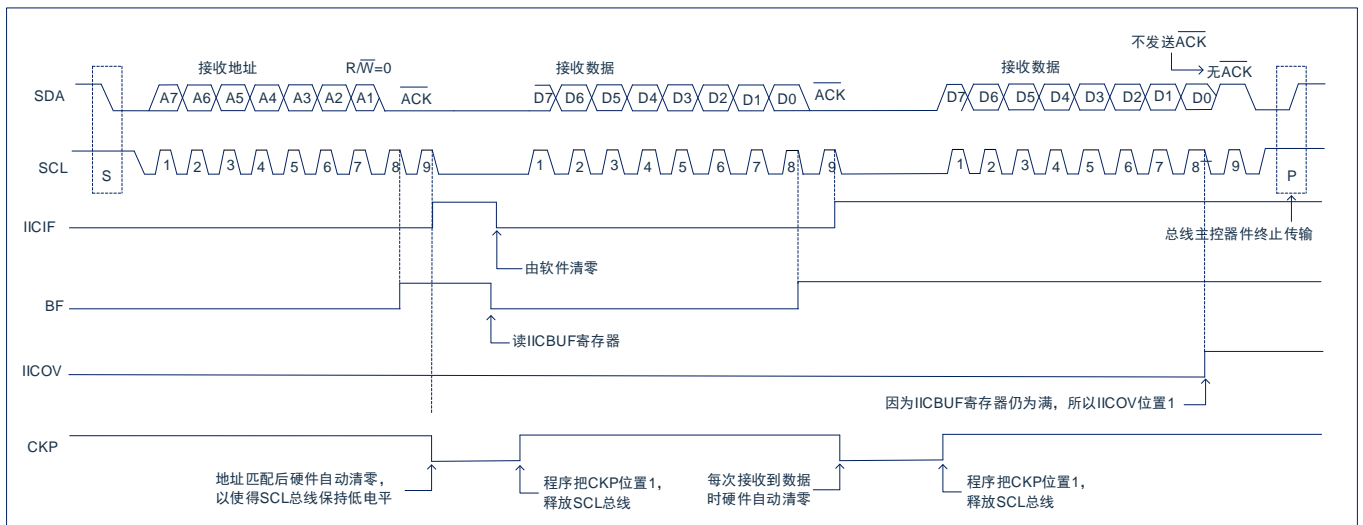 不发送ACK
接收地址
R/W=0
接收数据
接收数据
无ACK
SDA
A7 A6 A5 A4 A3 A2 A1
ACK
D7 D6 D5 D4 D3 D2 D1 D0
ACK
D7 D6 D5 D4 D3 D2 D1 D0
SCL
S
1 2 3 4 5 6 7 8 9
1 2 3 4 5 6 7 8 9
1 2 3 4 5 6 7 8 9
P
IICIF
总线主控器件终止传输
由软件清零
BF
读IICBUF寄存器
IICOV
因为IICBUF寄存器仍为满，所以IICOV位置1
CKP
地址匹配后硬件自动清零，
以使得SCL总线保持低电平
程序把CKP位置1，
释放SCL总线
每次接收到数据
时硬件自动清零
程序把CKP位置1，
释放SCL总线